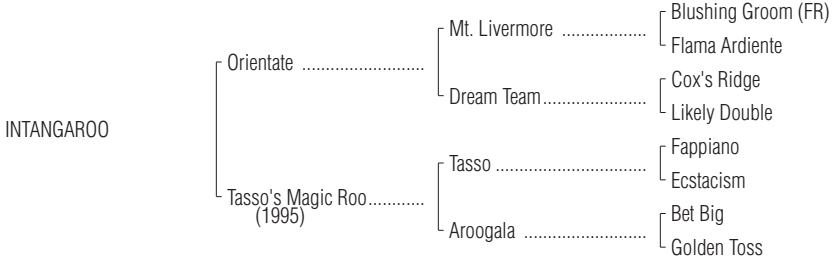 Blushing Groom (FR)
Mt. Livermore ..................
Flama Ardiente
Orientate ..........................
Cox's Ridge
Dream Team......................
Likely Double
INTANGAROO
Fappiano
Tasso ................................
Ecstacism
Tasso's Magic Roo............
(1995)
Bet Big
Aroogala ..........................
Golden Toss